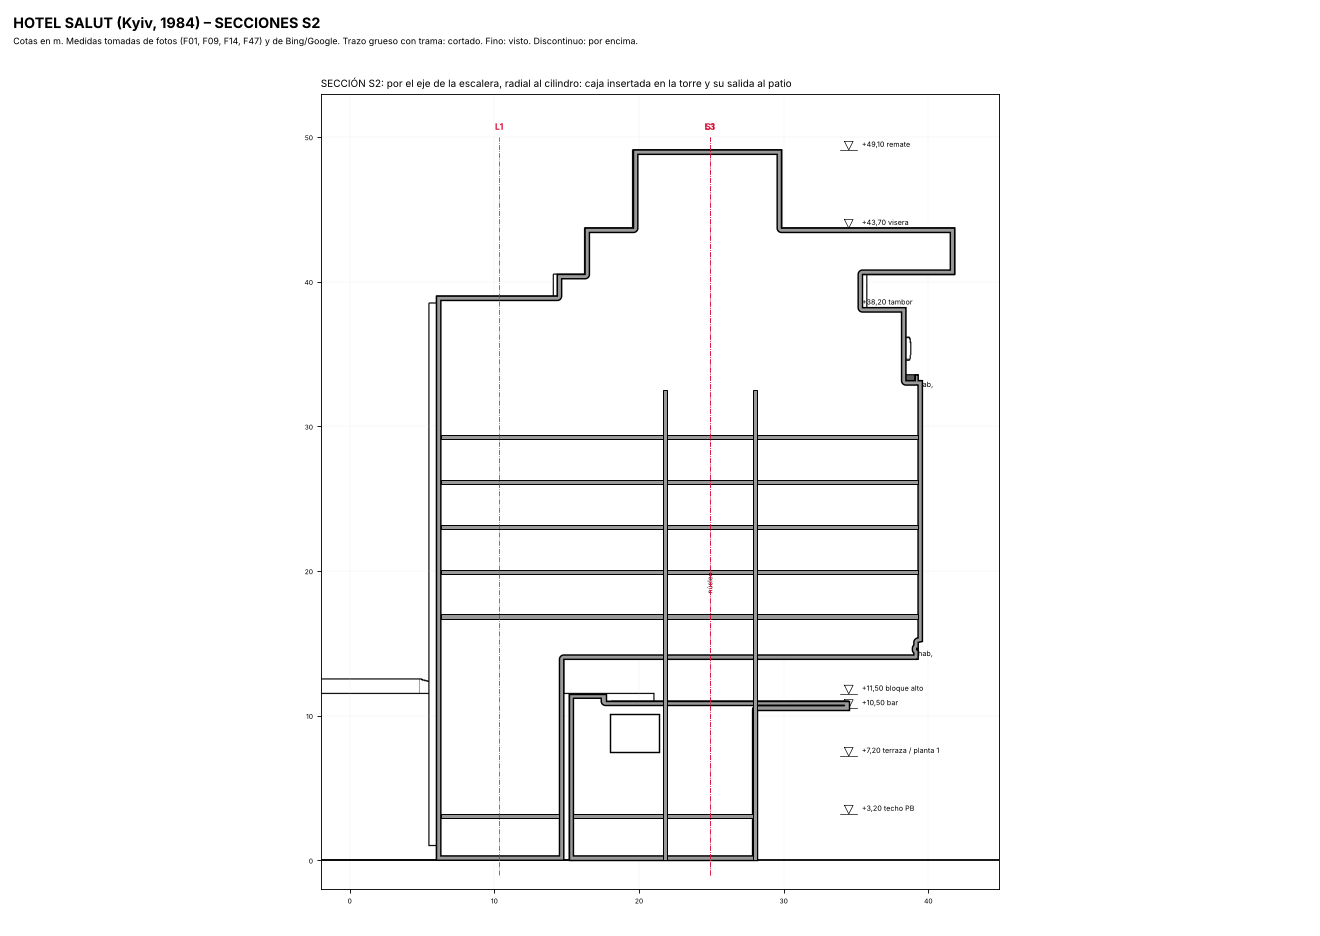 HOTEL SALUT (Kyiv, 1984) – SECCIONES S2
Cotas en m. Medidas tomadas de fotos (F01, F09, F14, F47) y de Bing/Google. Trazo grueso con trama: cortado. Fino: visto. Discontinuo: por encima.
SECCIÓN S2: por el eje de la escalera, radial al cilindro: caja insertada en la torre y su salida al patio
L1
50
+49,10 remate
+43,70 visera
40
+38,20 tambor
30
20
núcleo
+11,50 bloque alto
+10,50 bar
10
+7,20 terraza / planta 1
+3,20 techo PB
0
0
10
20
30
40